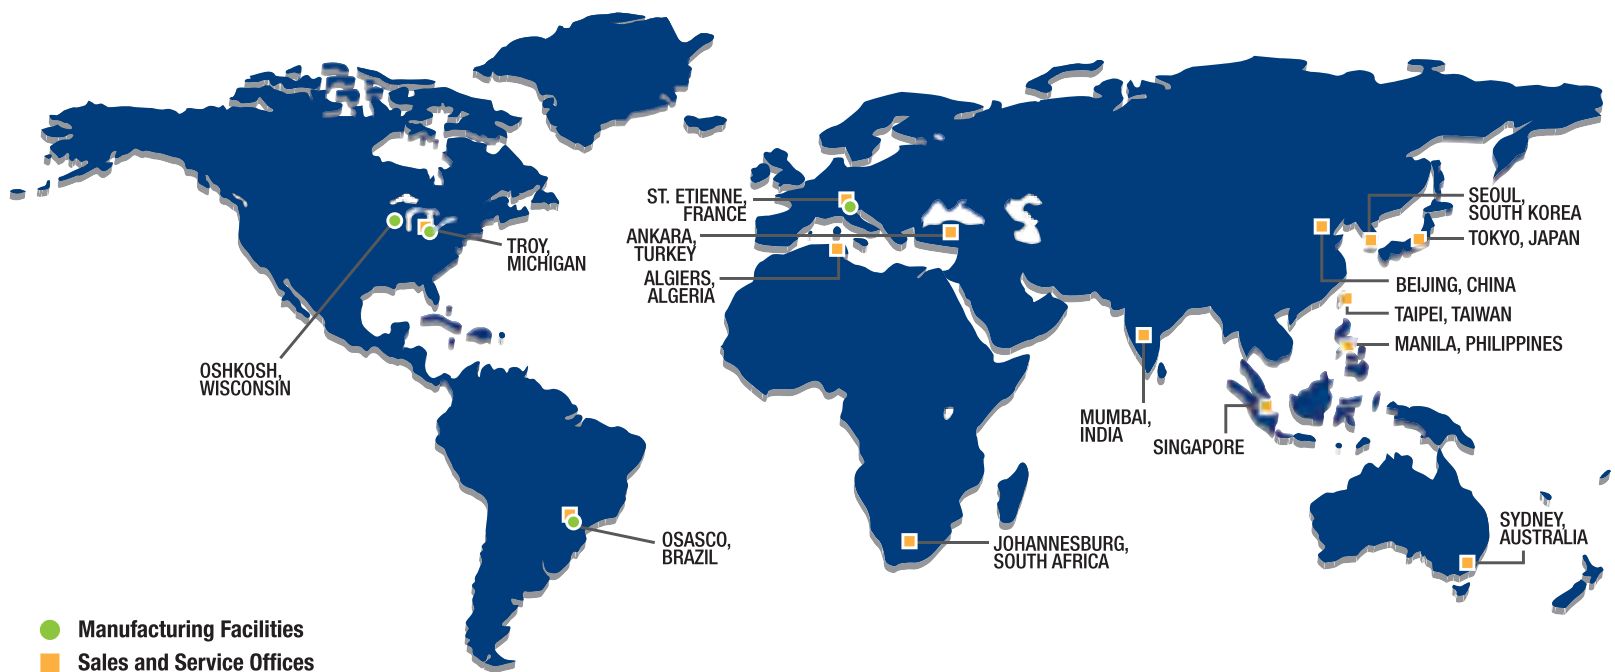 ST. ETIENNE,
FRANCE
ANKARA,
TURKEY
ALGIERS,
ALGERIA
SEOUL,
SOUTH KOREA
TOKYO, JAPAN
BEIJING, CHINA
TAIPEI, TAIWAN
MANILA, PHILIPPINES
TROY,
MICHIGAN
OSHKOSH,
WISCONSIN
MUMBAI,
INDIA
SINGAPORE
OSASCO,
BRAZIL
JOHANNESBURG,
SOUTH AFRICA
SYDNEY,
AUSTRALIA
Manufacturing Facilities
Sales and Service Offices